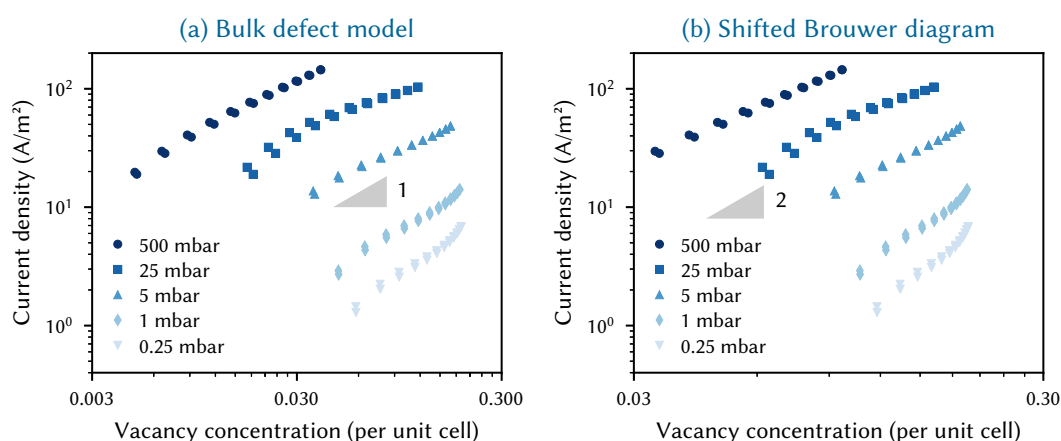 (a) Bulk defect model
Current density (A/m²)
10²
10¹
10⁰
1
500 mbar
25 mbar
5 mbar
1 mbar
0.25 mbar
0.003
0.030
0.300
Vacancy concentration (per unit cell)
(b) Shifted Brouwer diagram
Current density (A/m²)
10²
10¹
10⁰
2
500 mbar
25 mbar
5 mbar
1 mbar
0.25 mbar
0.03
0.30
Vacancy concentration (per unit cell)